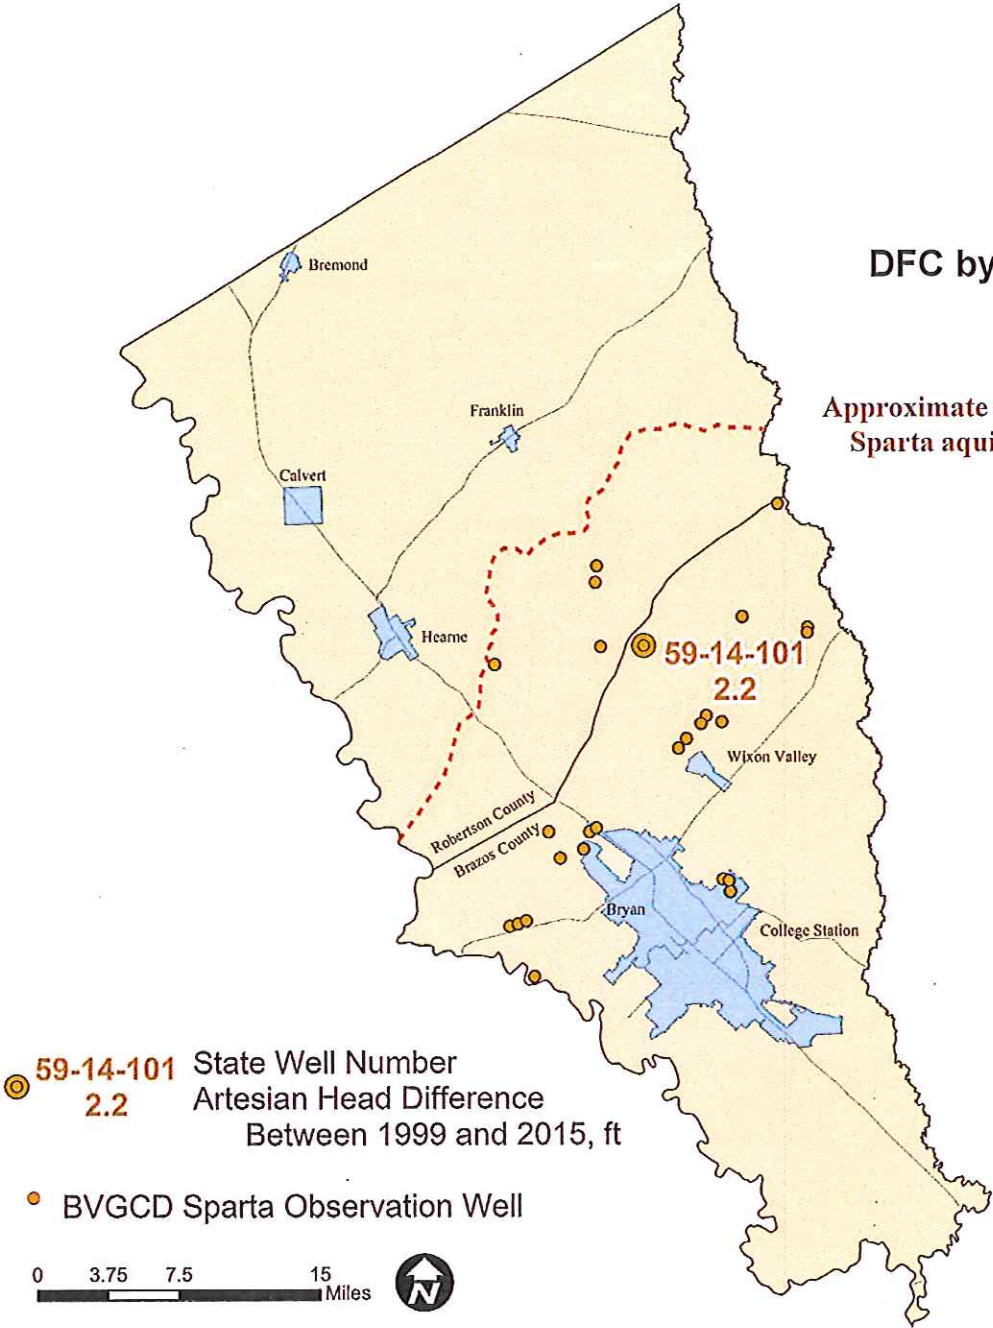 Bremond
DFC by
Franklin
Approximate
Sparta aqui
Calvert
Hearne
59-14-101
2.2
Wixon Valley
Robertson County
Brazos County
Bryan
College Station
59-14-101 State Well Number
2.2 Artesian Head Difference
Between 1999 and 2015, ft
BVGCD Sparta Observation Well
0 3.75 7.5 15
Miles
N